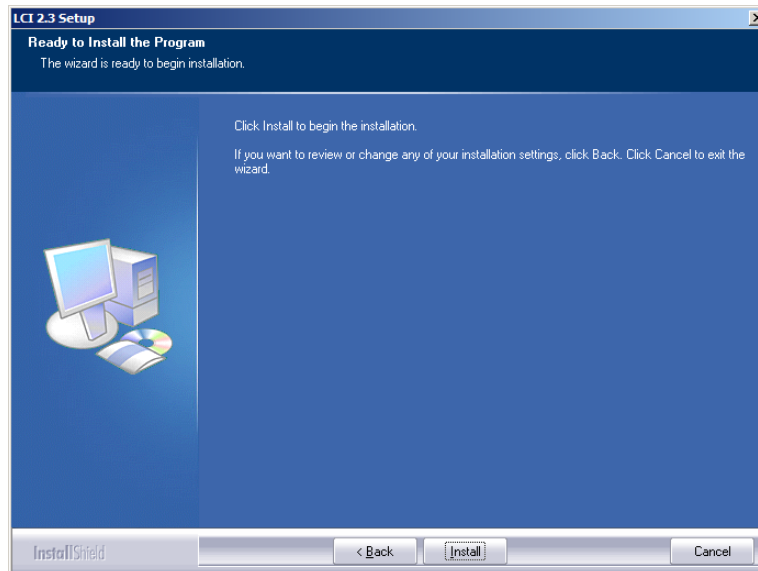 LCI 2.3 Setup
Ready to Install the Program
The wizard is ready to begin installation.
Click Install to begin the installation.
If you want to review or change any of your installation settings, click Back. Click Cancel to exit the
wizard.
InstallShield
< Back Install Cancel